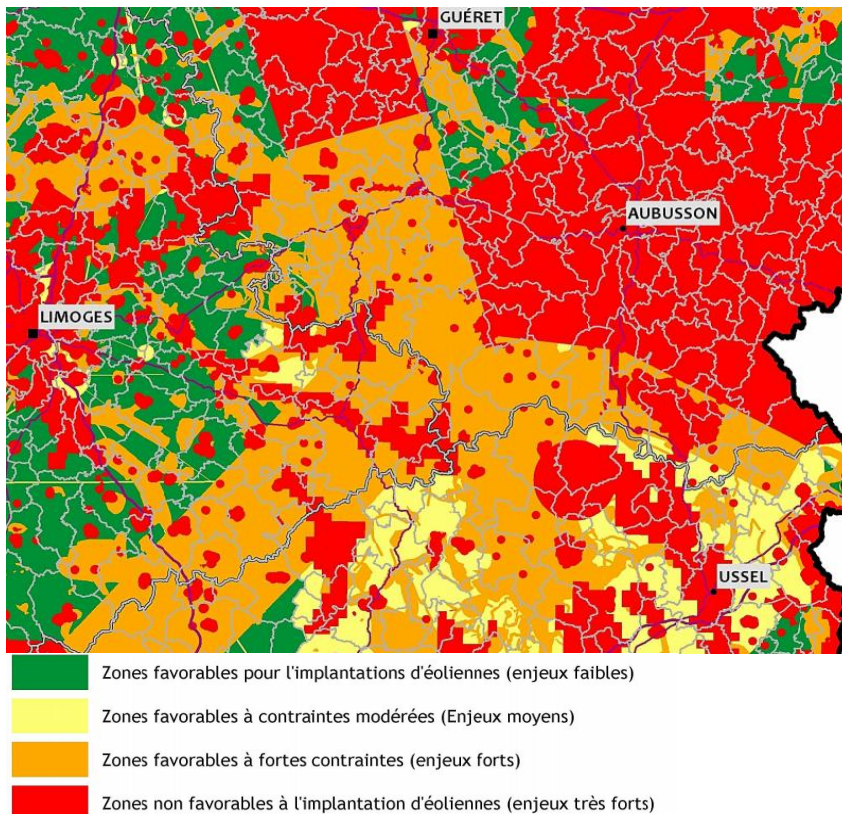 GUÉRET
AUBUSSON
LIMOGES
USSEL
Zones favorables pour l'implantations d'éoliennes (enjeux faibles)
Zones favorables à contraintes modérées (Enjeux moyens)
Zones favorables à fortes contraintes (enjeux forts)
Zones non favorables à l'implantation d'éoliennes (enjeux très forts)